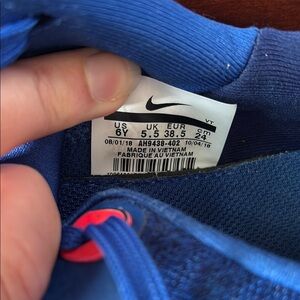 VT
US UK EUR cm
6Y 5.5 38.5 24
08/01/18 AH9438-402 10/04/18
MADE IN VIETNAM
FABRIQUÉ AU VIETNAM